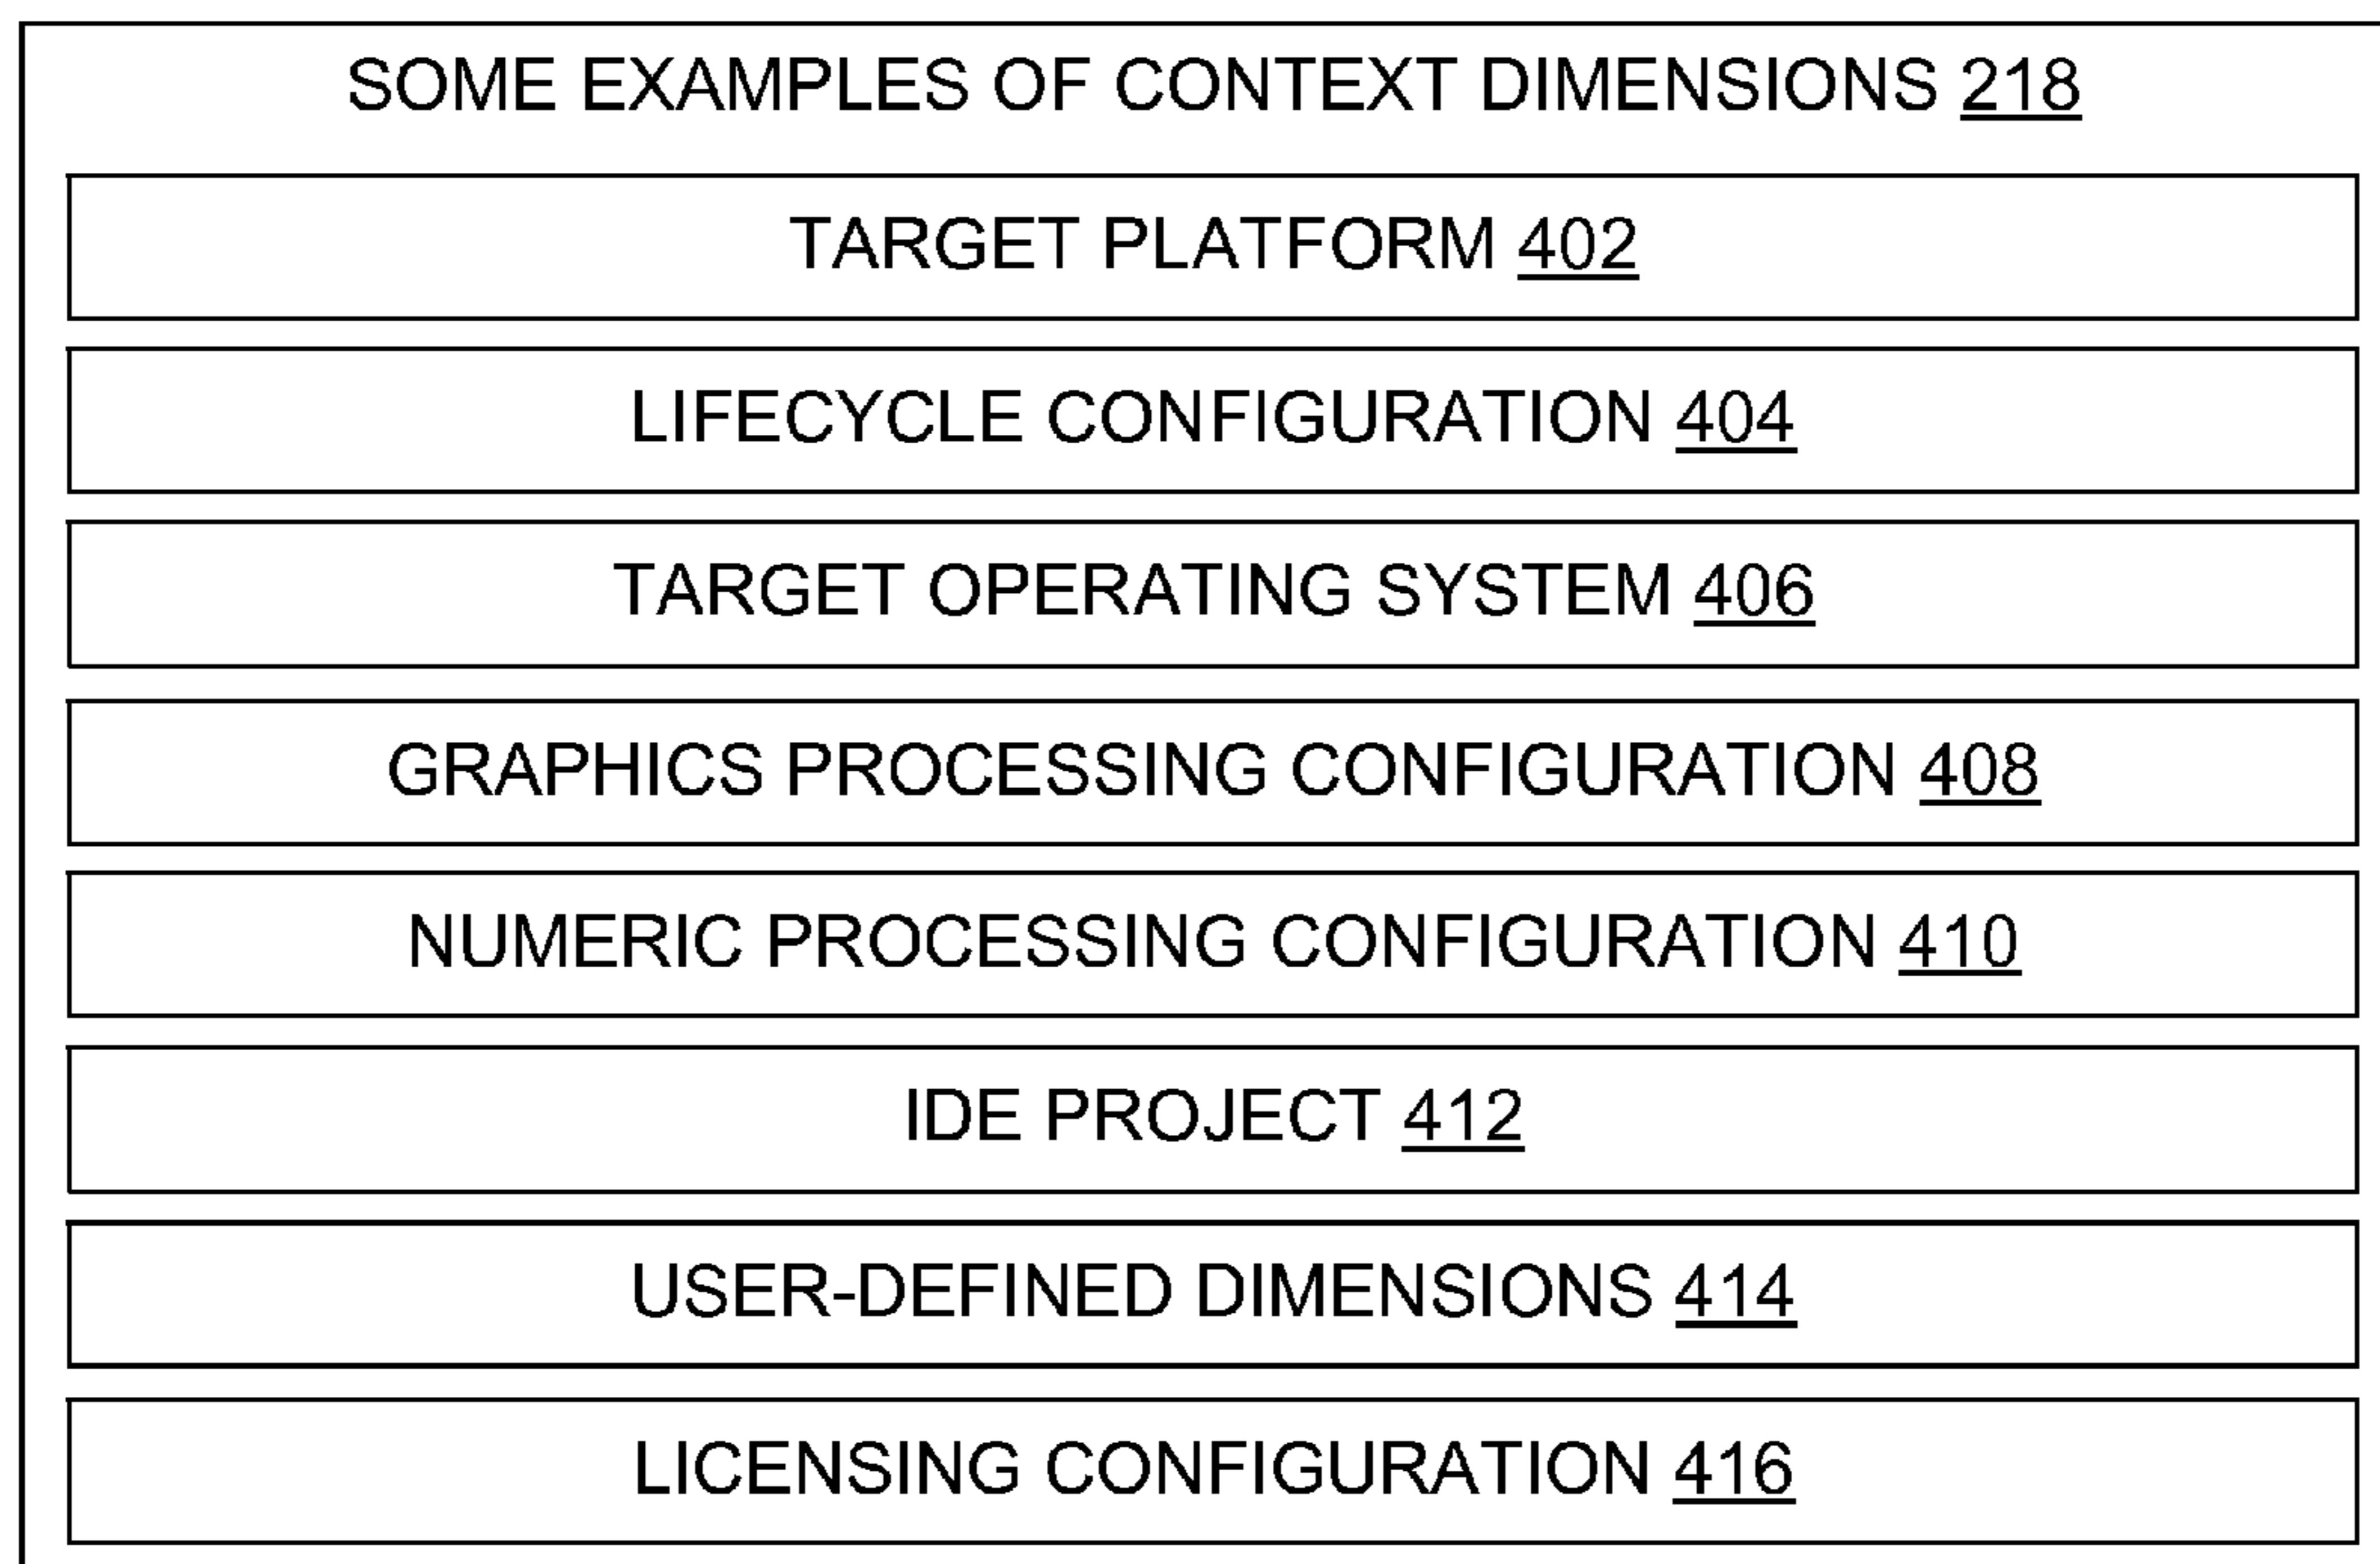 SOME EXAMPLES OF CONTEXT DIMENSIONS 218
TARGET PLATFORM 402
LIFECYCLE CONFIGURATION 404
TARGET OPERATING SYSTEM 406
GRAPHICS PROCESSING CONFIGURATION 408
NUMERIC PROCESSING CONFIGURATION 410
IDE PROJECT 412
USER-DEFINED DIMENSIONS 414
LICENSING CONFIGURATION 416